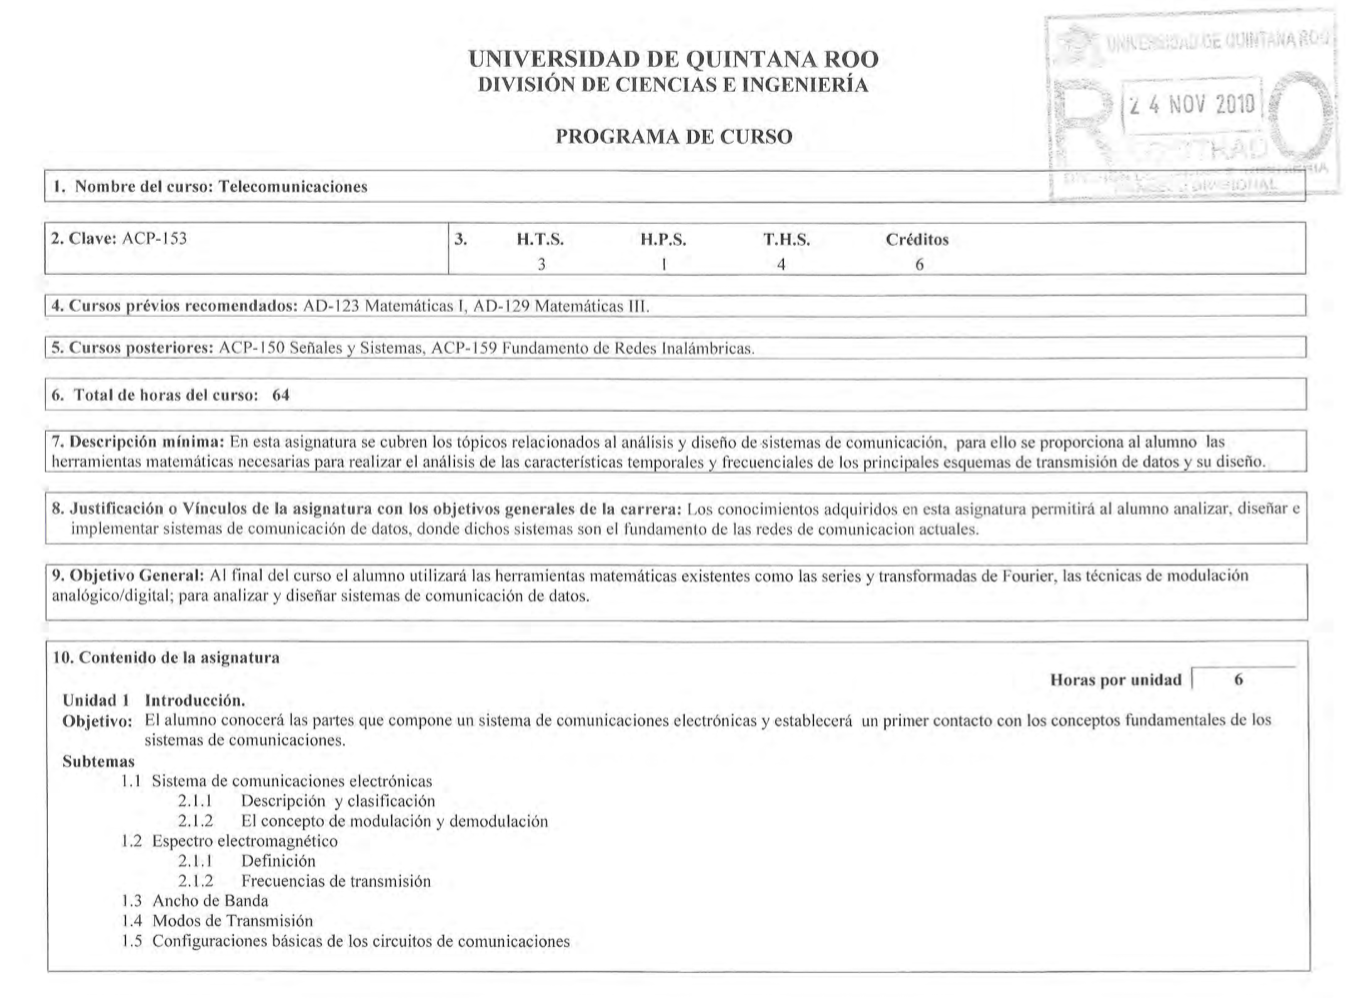 UNIVERSIDAD DE QUINTANA ROO
DIVISIÓN DE CIENCIAS E INGENIERÍA
PROGRAMA DE CURSO
UNIVERSIDAD DE QUINTANA ROO
24 NOV 2010
1. Nombre del curso: Telecomunicaciones
2. Clave: ACP-153
3. H.T.S. H.P.S. T.H.S. Créditos
3 1 4 6
4. Cursos prévios recomendados: AD-123 Matemáticas I, AD-129 Matemáticas III.
5. Cursos posteriores: ACP-150 Señales y Sistemas, ACP-159 Fundamento de Redes Inalámbricas.
6. Total de horas del curso: 64
7. Descripción mínima: En esta asignatura se cubren los tópicos relacionados al análisis y diseño de sistemas de comunicación, para ello se proporciona al alumno las
herramientas matemáticas necesarias para realizar el análisis de las características temporales y frecuenciales de los principales esquemas de transmisión de datos y su diseño.
8. Justificación o Vínculos de la asignatura con los objetivos generales de la carrera: Los conocimientos adquiridos en esta asignatura permitirá al alumno analizar, diseñar e
implementar sistemas de comunicación de datos, donde dichos sistemas son el fundamento de las redes de comunicacion actuales.
9. Objetivo General: Al final del curso el alumno utilizará las herramientas matemáticas existentes como las series y transformadas de Fourier, las técnicas de modulación
analógico/digital; para analizar y diseñar sistemas de comunicación de datos.
10. Contenido de la asignatura
Horas por unidad 6
Unidad 1 Introducción.
Objetivo: El alumno conocerá las partes que compone un sistema de comunicaciones electrónicas y establecerá un primer contacto con los conceptos fundamentales de los
sistemas de comunicaciones.
Subtemas
1.1 Sistema de comunicaciones electrónicas
2.1.1 Descripción y clasificación
2.1.2 El concepto de modulación y demodulación
1.2 Espectro electromagnético
2.1.1 Definición
2.1.2 Frecuencias de transmisión
1.3 Ancho de Banda
1.4 Modos de Transmisión
1.5 Configuraciones básicas de los circuitos de comunicaciones